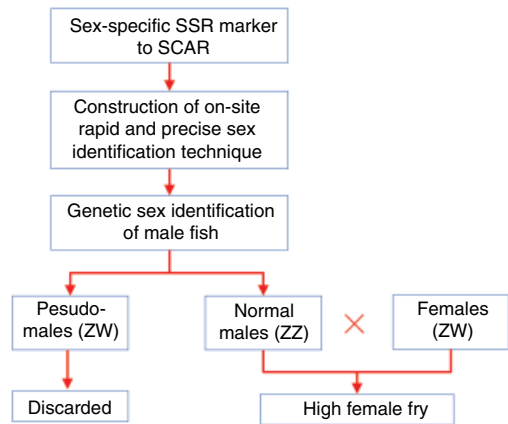 Sex-specific SSR marker
to SCAR
Construction of on-site
rapid and precise sex
identification technique
Genetic sex identification
of male fish
Pesudo-
males (ZW)
Normal
males (ZZ)
×
Females
(ZW)
Discarded
High female fry